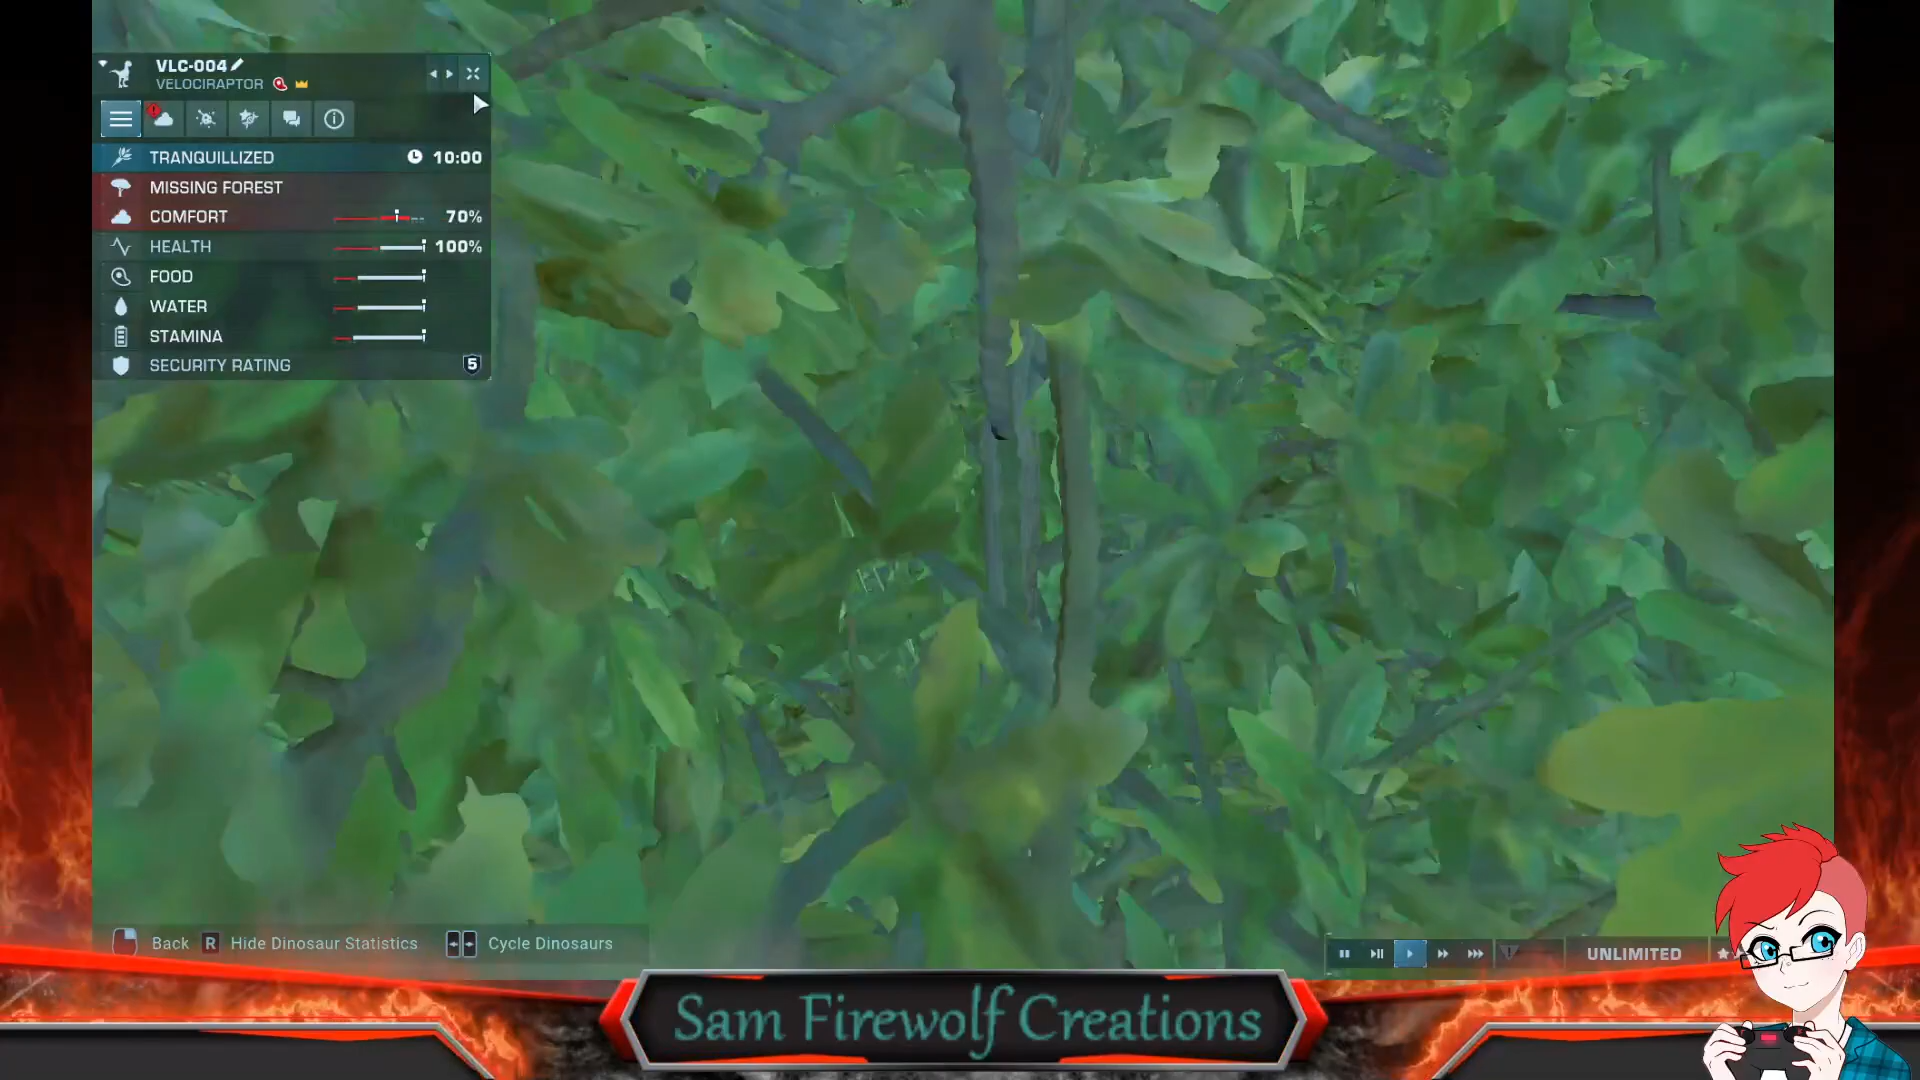 VLC-004
VELOCIRAPTOR
TRANQUILLIZED 10:00
MISSING FOREST
COMFORT 70%
HEALTH 100%
FOOD
WATER
STAMINA
SECURITY RATING 5
Back R Hide Dinosaur Statistics Cycle Dinosaurs
UNLIMITED
Sam Firewolf Creations